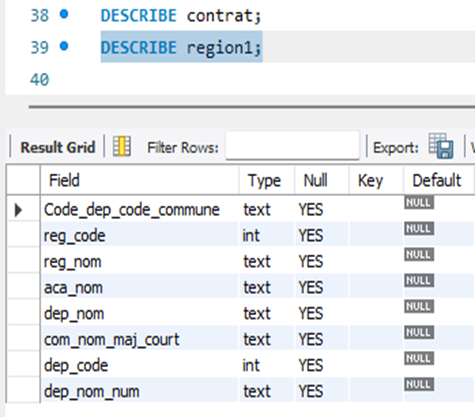 38 DESCRIBE contrat;
39 DESCRIBE region1;
40
Result Grid Filter Rows: Export:
Field Type Null Key Default
Code_dep_code_commune text YES NULL
reg_code int YES NULL
reg_nom text YES NULL
aca_nom text YES NULL
dep_nom text YES NULL
com_nom_maj_court text YES NULL
dep_code int YES NULL
dep_nom_num text YES NULL